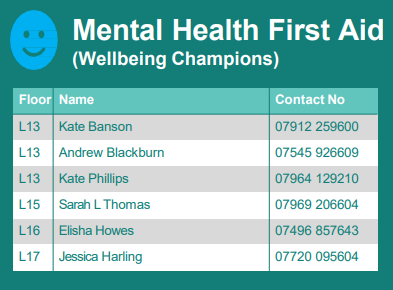 Mental Health First Aid
(Wellbeing Champions)
Floor Name Contact No
L13 Kate Banson 07912 259600
L13 Andrew Blackburn 07545 926609
L13 Kate Phillips 07964 129210
L15 Sarah L Thomas 07969 206604
L16 Elisha Howes 07496 857643
L17 Jessica Harling 07720 095604